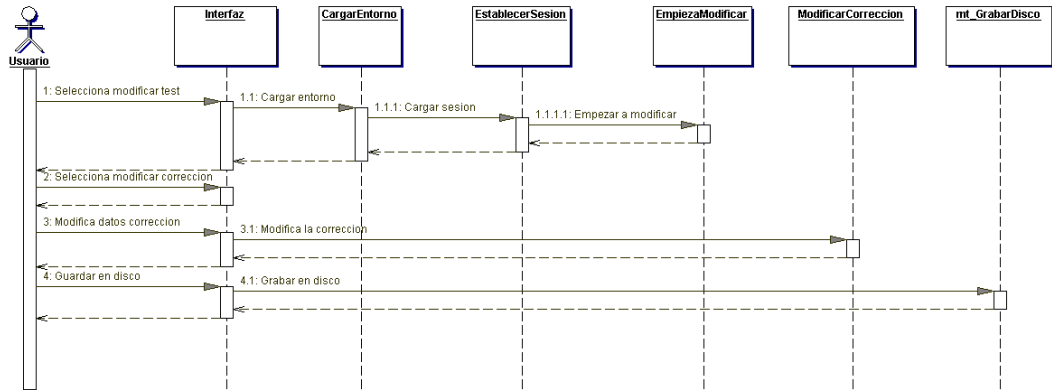 Usuario
Interfaz
CargarEntorno
EstablecerSesion
EmpiezaModificar
ModificarCorreccion
mt_GrabarDisco
1: Selecciona modificar test
1.1: Cargar entorno
1.1.1: Cargar sesion
1.1.1.1: Empezar a modificar
2: Selecciona modificar correccion
3: Modifica datos correccion
3.1: Modifica la correccion
4: Guardar en disco
4.1: Grabar en disco